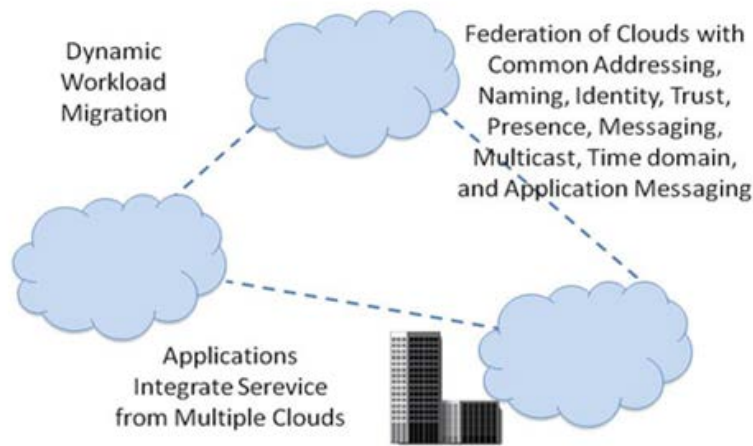 Dynamic
Workload
Migration
Federation of Clouds with
Common Addressing,
Naming, Identity, Trust,
Presence, Messaging,
Multicast, Time domain,
and Application Messaging
Applications
Integrate Serevice
from Multiple Clouds